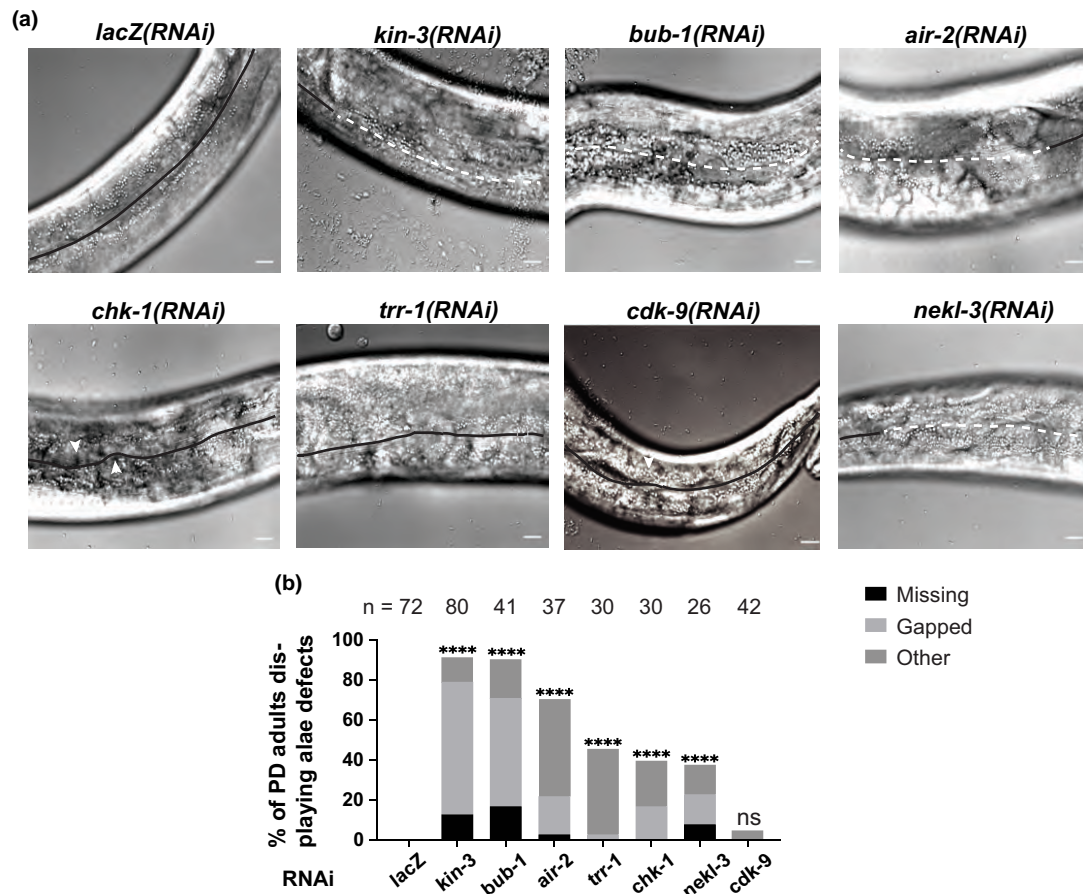 (a)
lacZ(RNAi) kin-3(RNAi) bub-1(RNAi) air-2(RNAi)
chk-1(RNAi) trr-1(RNAi) cdk-9(RNAi) nekl-3(RNAi)
(b)
n = 72 80 41 37 30 30 26 42
Missing
Gapped
Other
% of PD adults dis-
playing alae defects
100
80
60
40
20
0
**** **** **** **** **** **** ns
RNAi lacZ kin-3 bub-1 air-2 trr-1 chk-1 nekl-3 cdk-9